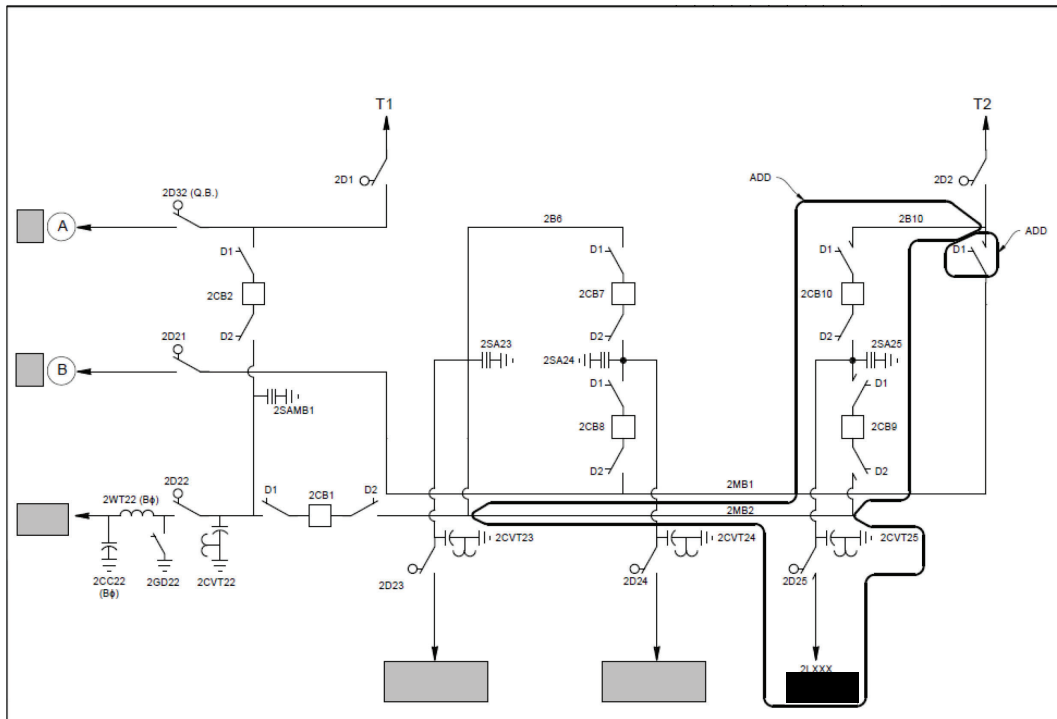 T1
T2
ADD
2D1
2D2
2D32 (Q.B.)
A
2B6
2B10
D1
D1
D1
D1
ADD
2CB2
2CB7
2CB10
D2
D2
D2
2D21
2SA23
2SA24
2SA25
B
D1
D1
2SAMB1
2CB8
2CB9
D2
D2
2D22
2MB1
2WT22 (Bϕ)
D1
2CB1
D2
2MB2
2CVT23
2CVT24
2CVT25
2CC22
(Bϕ)
2GD22
2CVT22
2D23
2D24
2D25
2LXXX